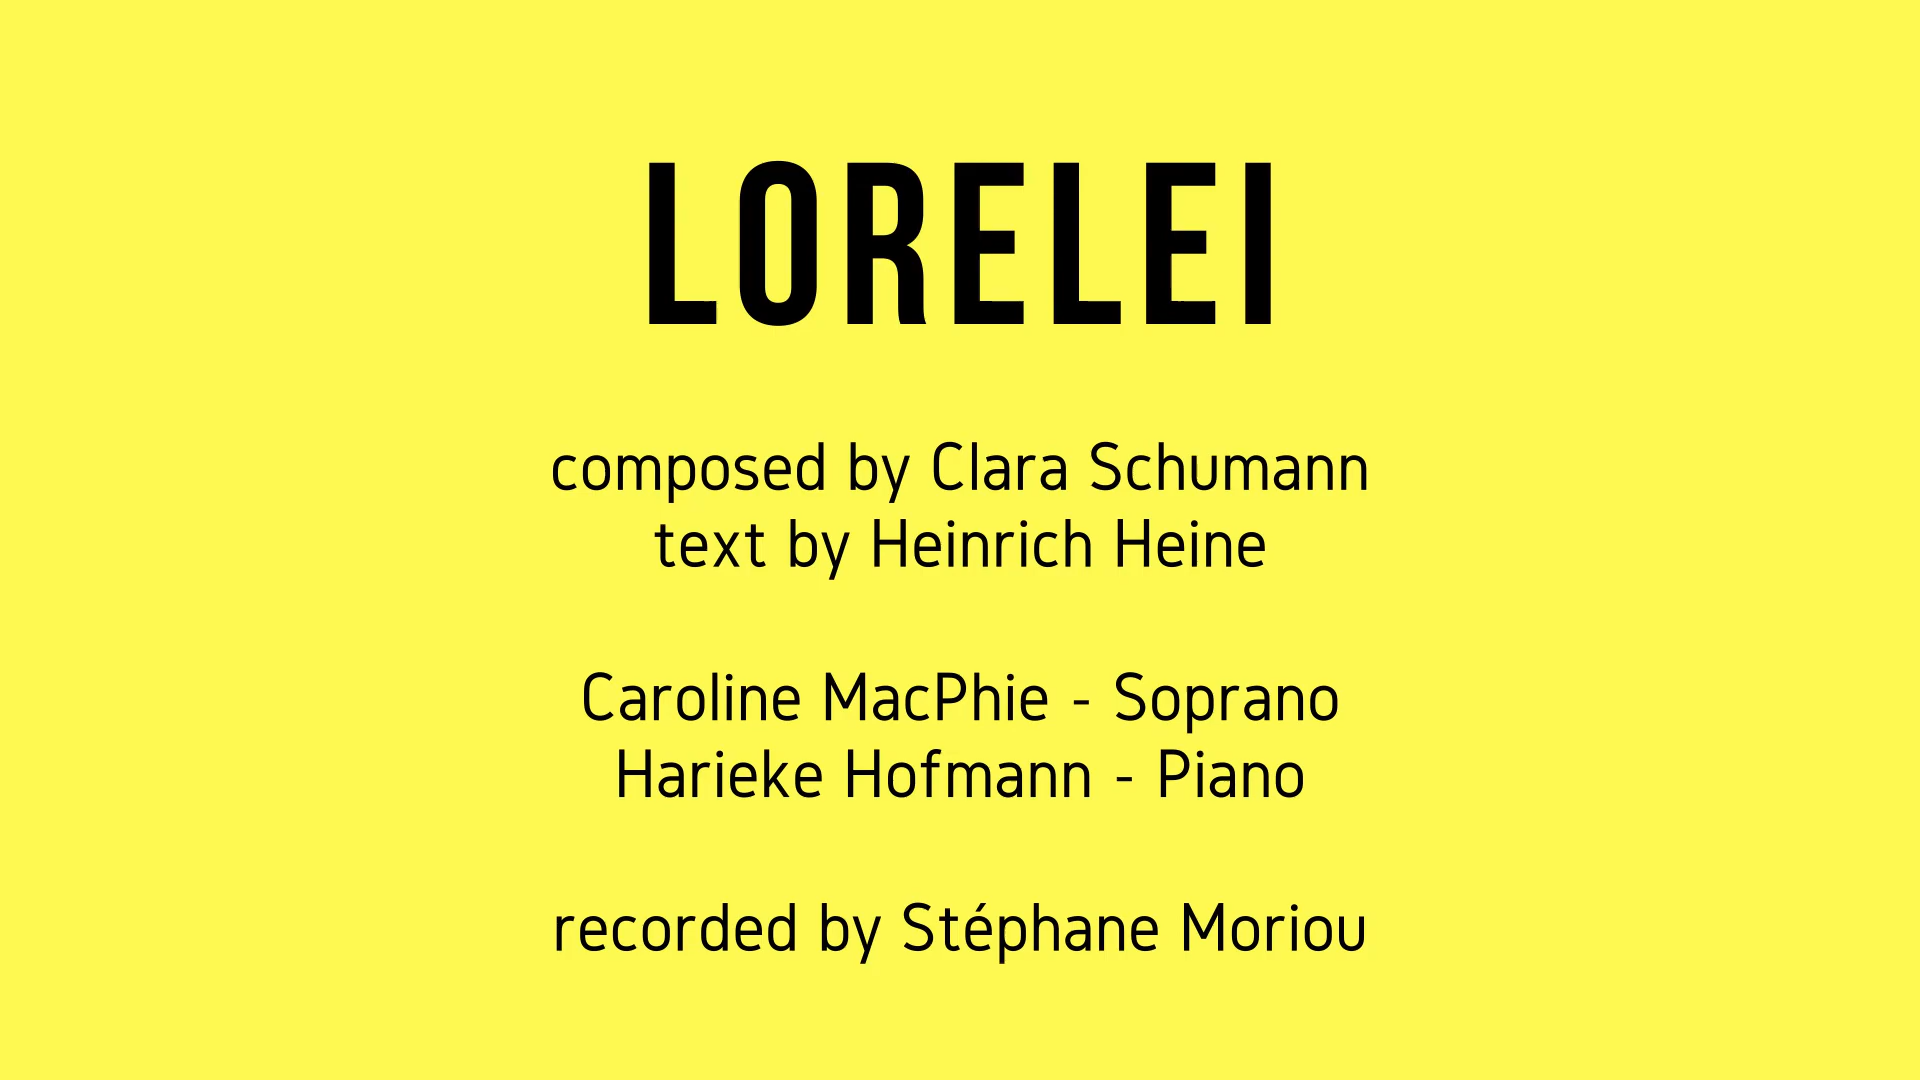 LORELEI
composed by Clara Schumann
text by Heinrich Heine
Caroline MacPhie - Soprano
Harieke Hofmann - Piano
recorded by Stéphane Moriou